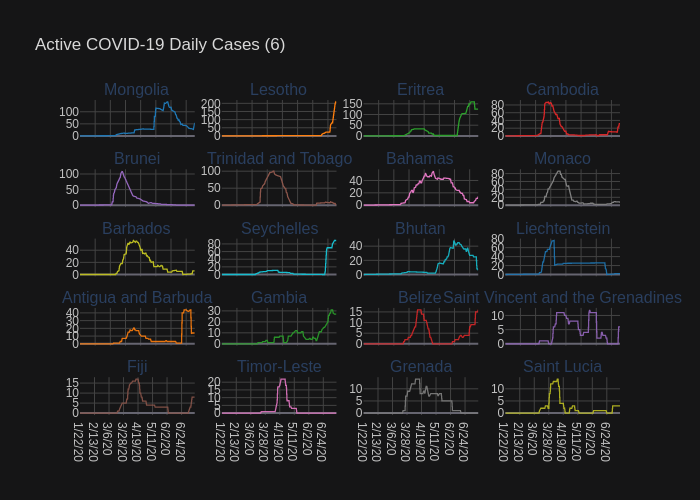 Active COVID-19 Daily Cases (6)
Mongolia Lesotho Eritrea Cambodia
100 50 0
200 150 100 50 0
150 100 50 0
80 60 40 20 0
Brunei Trinidad and Tobago Bahamas Monaco
100 50 0
100 50 0
40 20 0
80 60 40 20 0
Barbados Seychelles Bhutan Liechtenstein
40 20 0
80 60 40 20 0
40 20 0
80 60 40 20 0
Antigua and Barbuda Gambia Belize Saint Vincent and the Grenadines
40 30 20 10 0
30 20 10 0
15 10 5 0
10 5 0
Fiji Timor-Leste Grenada Saint Lucia
15 10 5 0
20 15 10 5 0
10 5 0
10 5 0
1/22/20 2/13/20 3/6/20 3/28/20 4/19/20 5/11/20 6/2/20 6/24/20
1/22/20 2/13/20 3/6/20 3/28/20 4/19/20 5/11/20 6/2/20 6/24/20
1/22/20 2/13/20 3/6/20 3/28/20 4/19/20 5/11/20 6/2/20 6/24/20
1/22/20 2/13/20 3/6/20 3/28/20 4/19/20 5/11/20 6/2/20 6/24/20